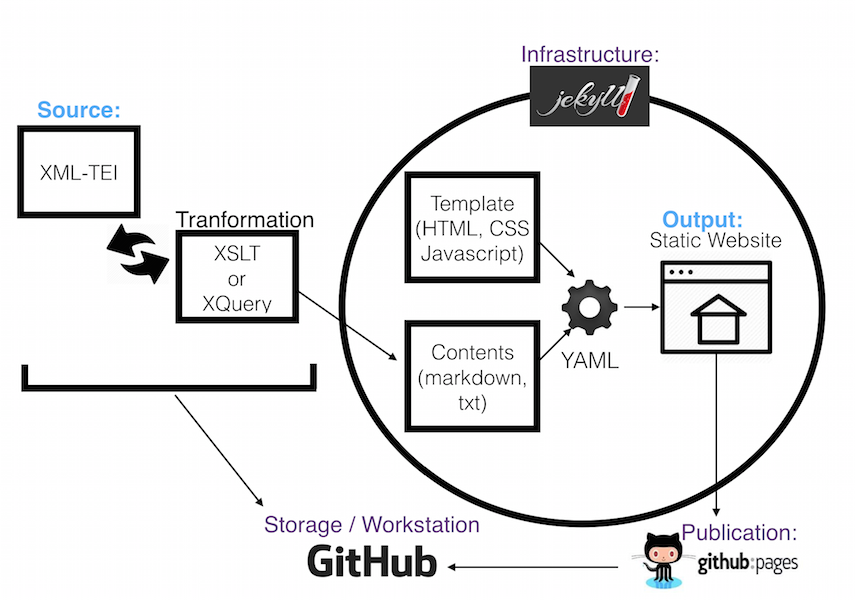 Infrastructure:
jekyll
Source:
XML-TEI
Tranformation
XSLT
or
XQuery
Template
(HTML, CSS
Javascript)
Contents
(markdown,
txt)
YAML
Output:
Static Website
Storage / Workstation
GitHub
Publication:
github:pages